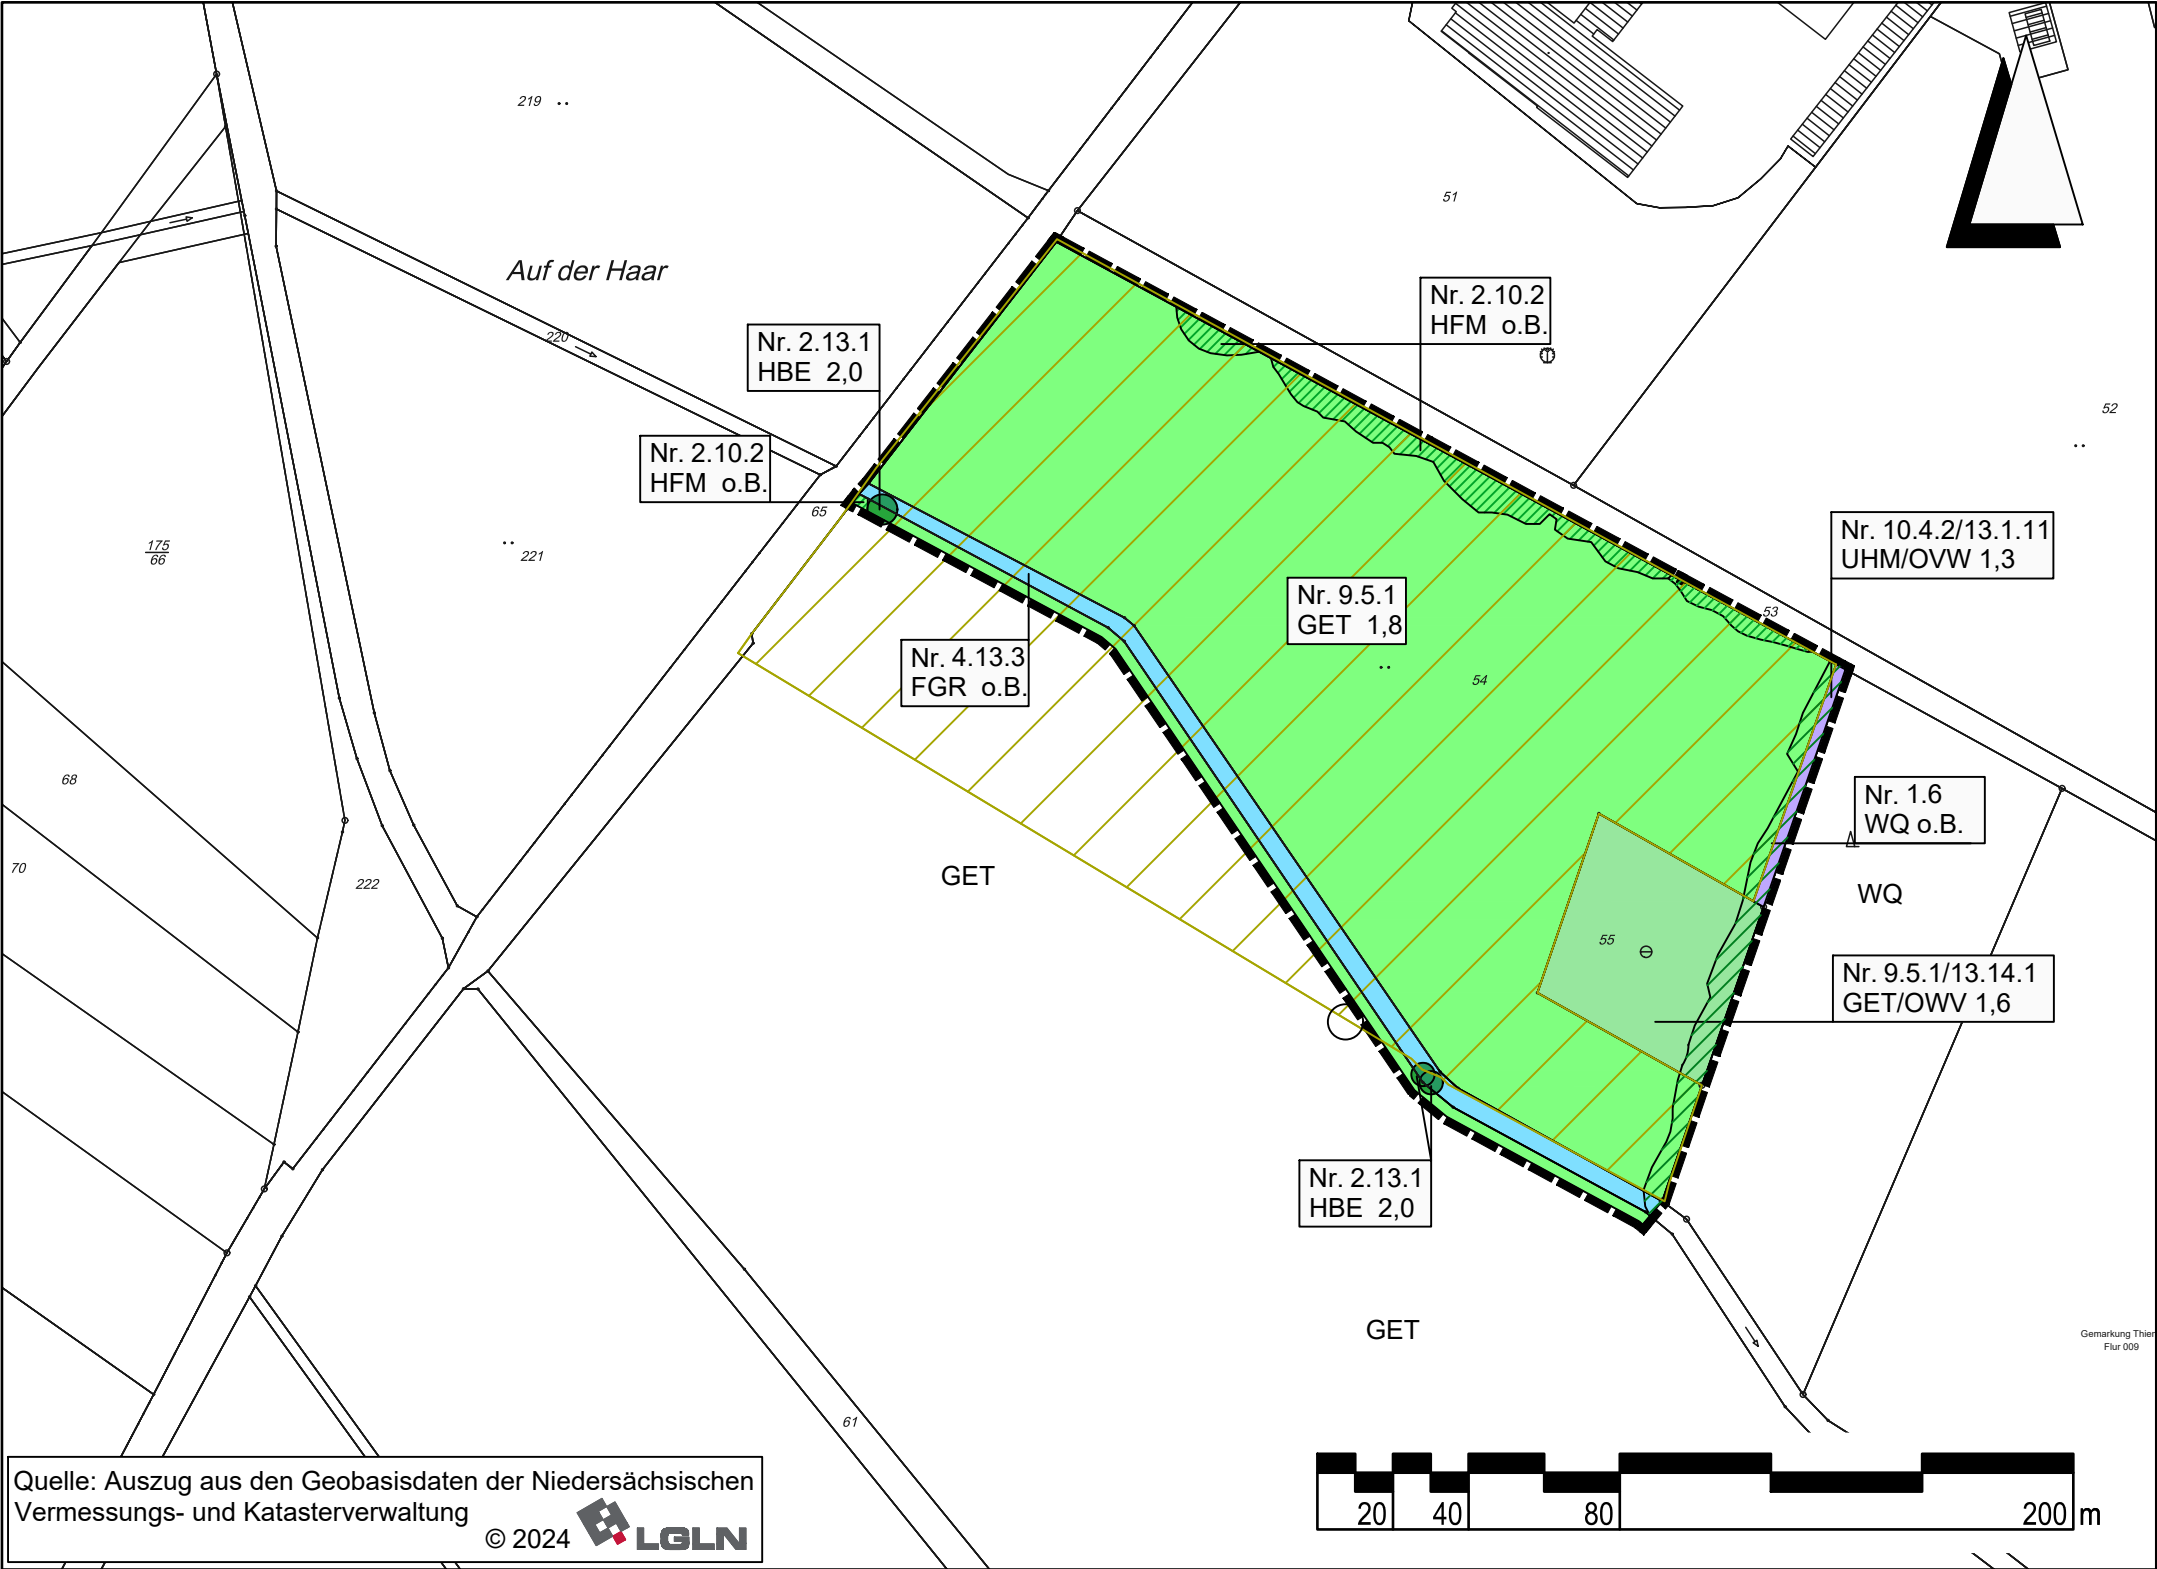 219
51
Auf der Haar
Nr. 2.10.2
HFM o.B.
220
Nr. 2.13.1
HBE 2,0
52
Nr. 2.10.2
HFM o.B.
65
175
66
221
Nr. 10.4.2/13.1.11
UHM/OVW 1,3
Nr. 9.5.1
GET 1,8
53
Nr. 4.13.3
FGR o.B.
54
68
Nr. 1.6
WQ o.B.
70
222
GET
WQ
55
Nr. 9.5.1/13.14.1
GET/OWV 1,6
Nr. 2.13.1
HBE 2,0
GET
Gemarkung Thier
Flur 009
61
Quelle: Auszug aus den Geobasisdaten der Niedersächsischen
Vermessungs- und Katasterverwaltung
© 2024 LGLN
20 40 80 200 m